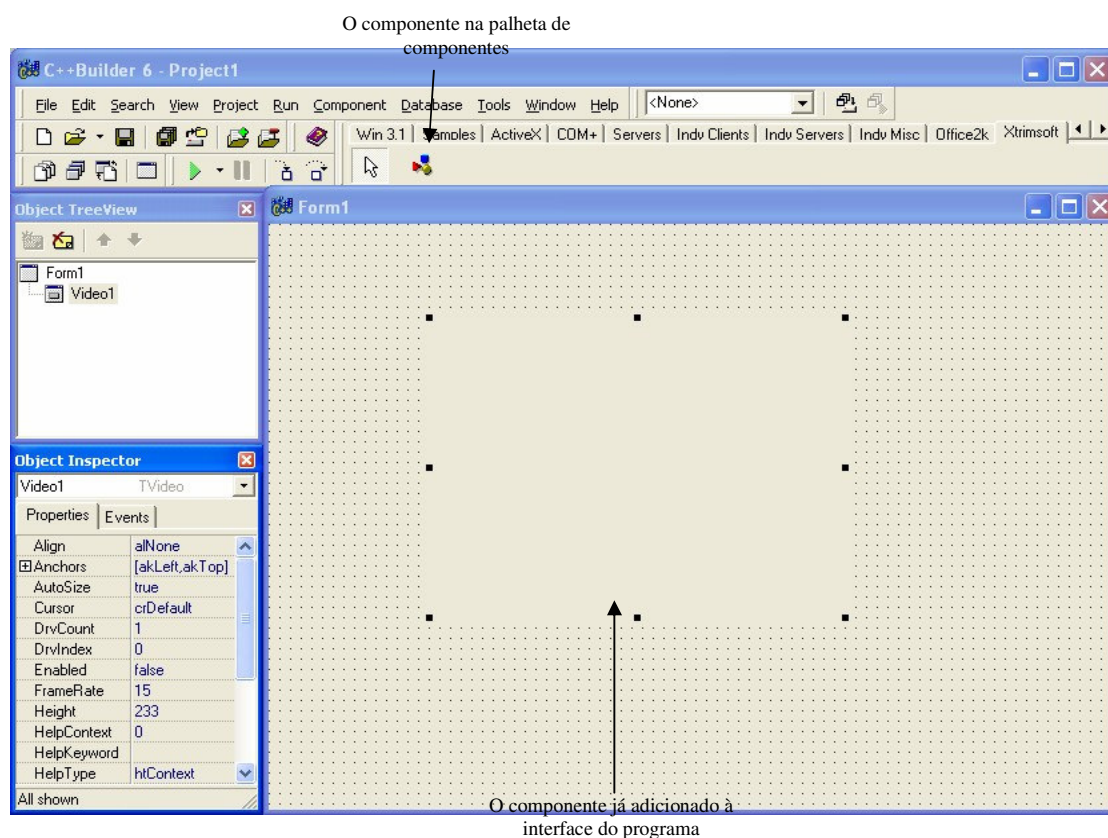 O componente na palheta de
componentes
C++Builder 6 - Project1
File Edit Search View Project Run Component Database Tools Window Help <None>
Win 3.1 Samples ActiveX COM+ Servers Indy Clients Indy Servers Indy Misc Office2k Xtrimsoft
Object TreeView
Form1
Form1
Video1
Object Inspector
Video1 TVideo
Properties Events
Align alNone
Anchors [akLeft,akTop]
AutoSize true
Cursor crDefault
DrvCount 1
DrvIndex 0
Enabled false
FrameRate 15
Height 233
HelpContext 0
HelpKeyword
HelpType htContext
All shown
O componente já adicionado à
interface do programa